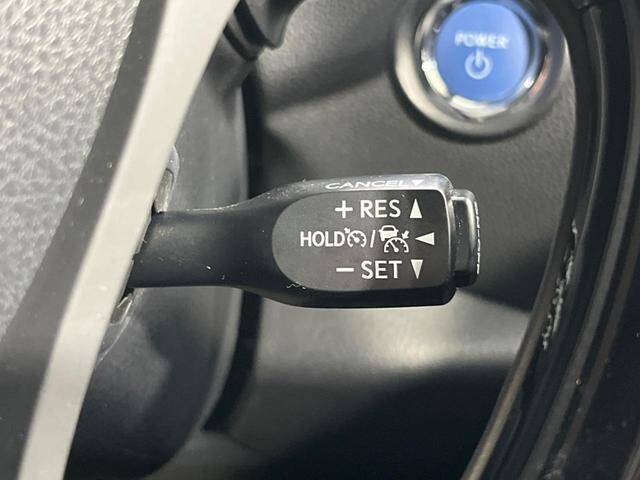 POWER
CANCEL▼
+ RES ▲
HOLD / ◀
− SET ▼